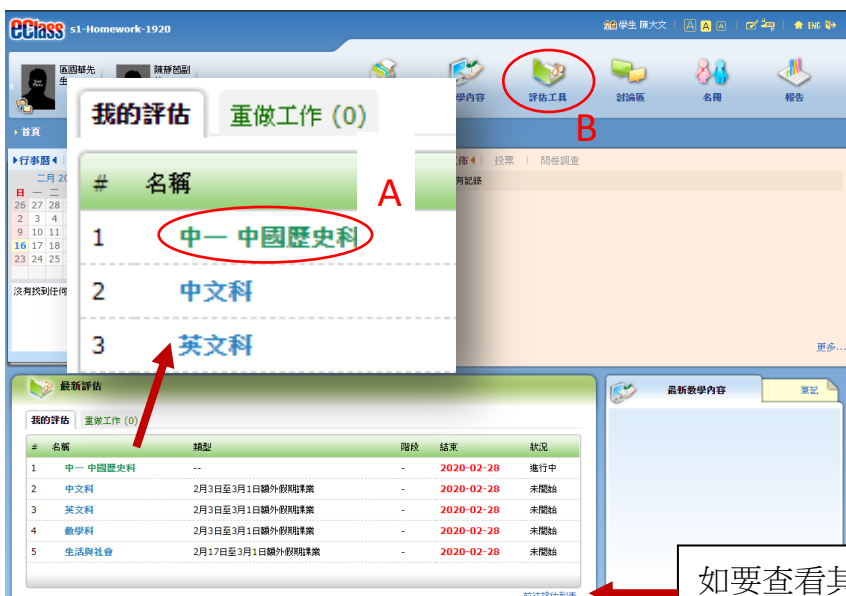 eClass s1-Homework-1920
學生 陳大文 A A A ENG
區國華先
生
陳靜茵副
學內容 評估工具 討論區 名冊 報告
B
首頁
行事曆
投票 問卷調查
有記錄
二月 20
日 一 二
26 27 28
2 3 4
9 10 11
16 17 18
23 24 25
沒有找到任何
更多...
我的評估 重做工作 (0)
A
# 名稱
1 中一 中國歷史科
2 中文科
3 英文科
最新評估
我的評估 重做工作 (0)
# 名稱 類型 階段 結束 狀況
1 中一 中國歷史科 -- - 2020-02-28 進行中
2 中文科 2月3日至3月1日額外假期課業 - 2020-02-28 未開始
3 英文科 2月3日至3月1日額外假期課業 - 2020-02-28 未開始
4 數學科 2月3日至3月1日額外假期課業 - 2020-02-28 未開始
5 生活與社會 2月17日至3月1日額外假期課業 - 2020-02-28 未開始
前往評估列表
最新教學內容 筆記
如要查看其